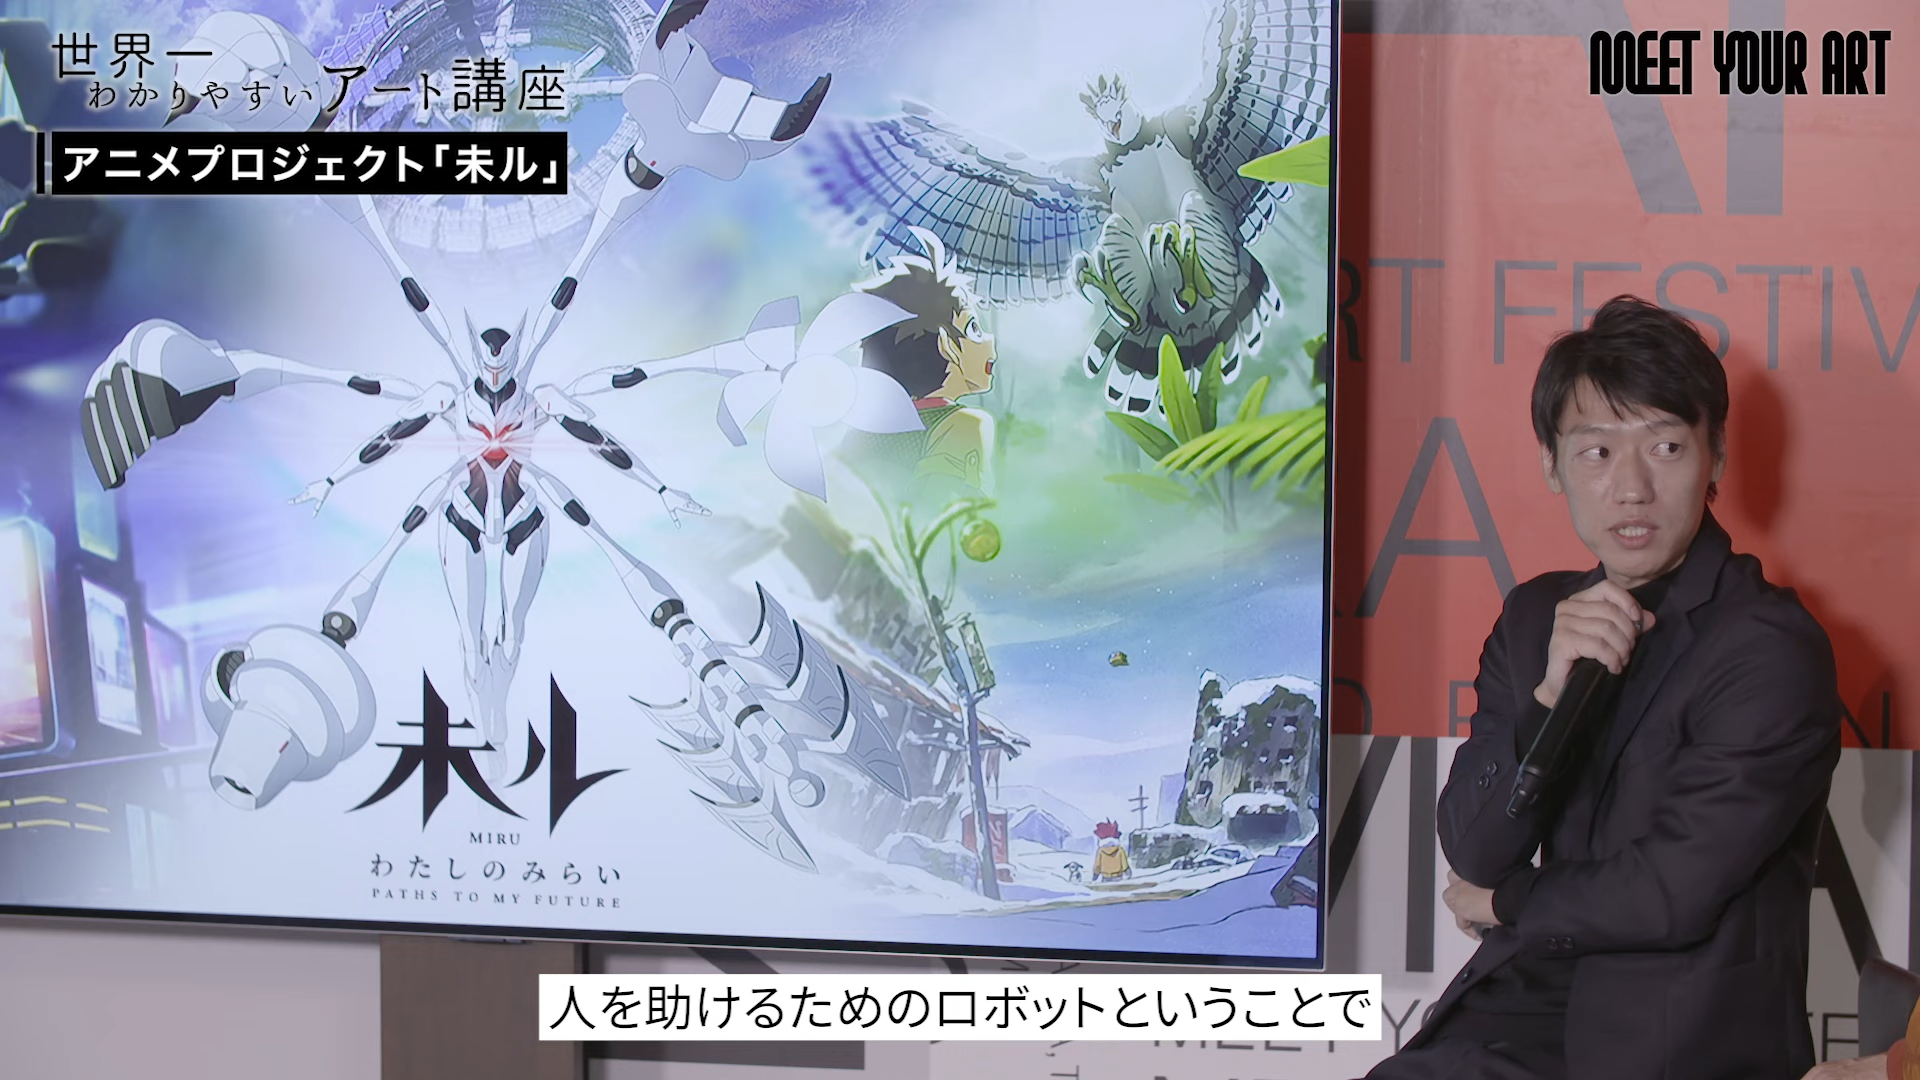 世界一
わかりやすいアート講座
アニメプロジェクト「未ル」
MEET YOUR ART
ART FESTIV
未ル
MIRU
わたしのみらい
PATHS TO MY FUTURE
人を助けるためのロボットということで